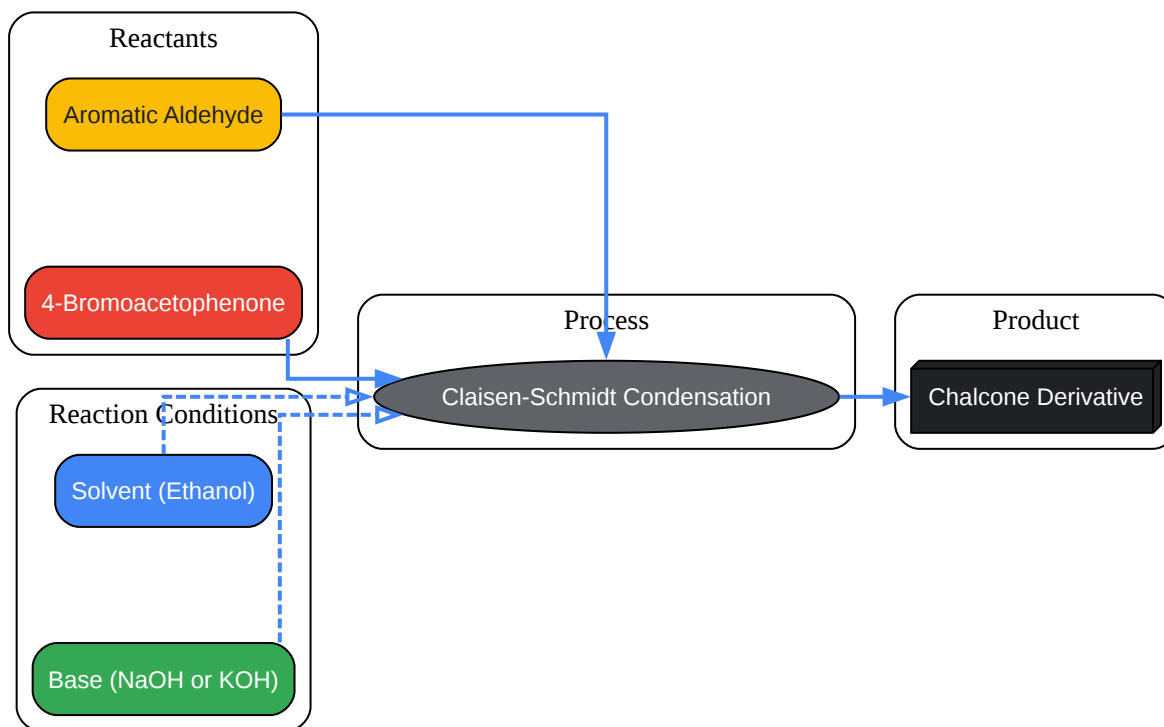 Reactants
Aromatic Aldehyde
4-Bromoacetophenone
Reaction Conditions
Solvent (Ethanol)
Base (NaOH or KOH)
Process
Claisen-Schmidt Condensation
Product
Chalcone Derivative